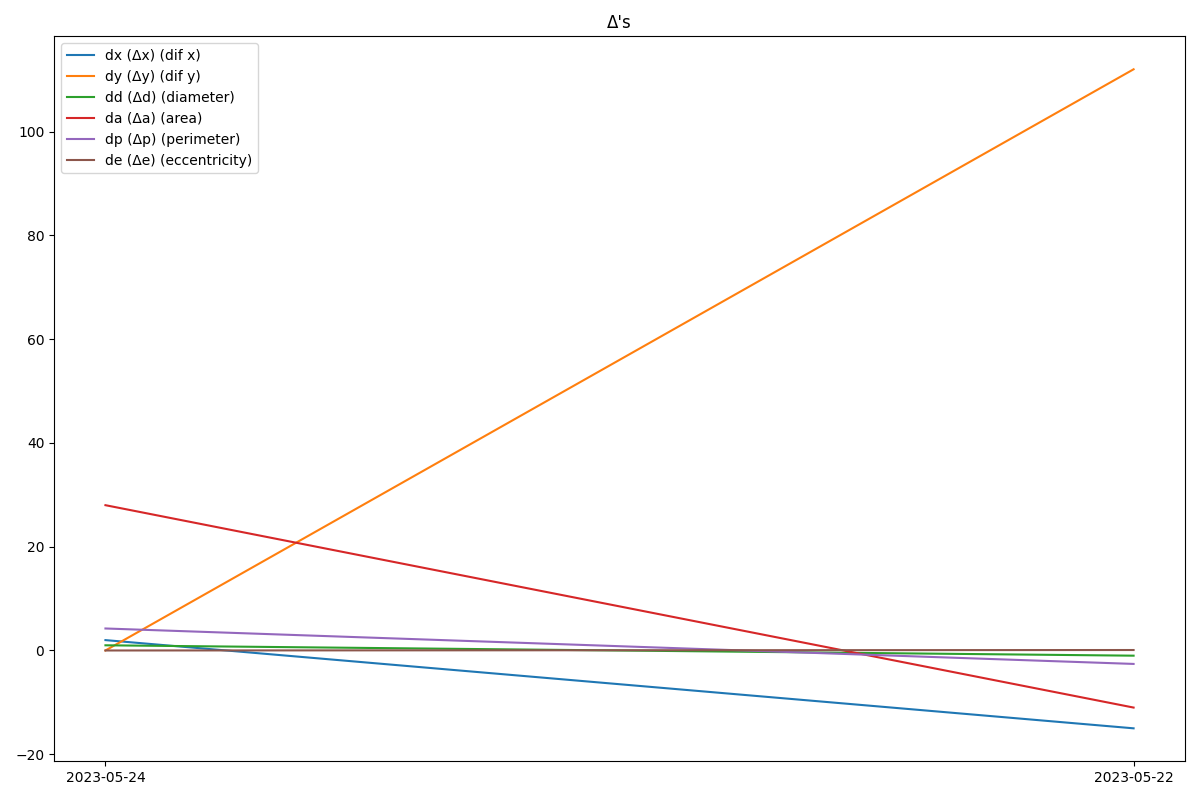 Δ's
dx (Δx) (dif x)
dy (Δy) (dif y)
dd (Δd) (diameter)
da (Δa) (area)
dp (Δp) (perimeter)
de (Δe) (eccentricity)
100
80
60
40
20
0
−20
2023-05-24 2023-05-22